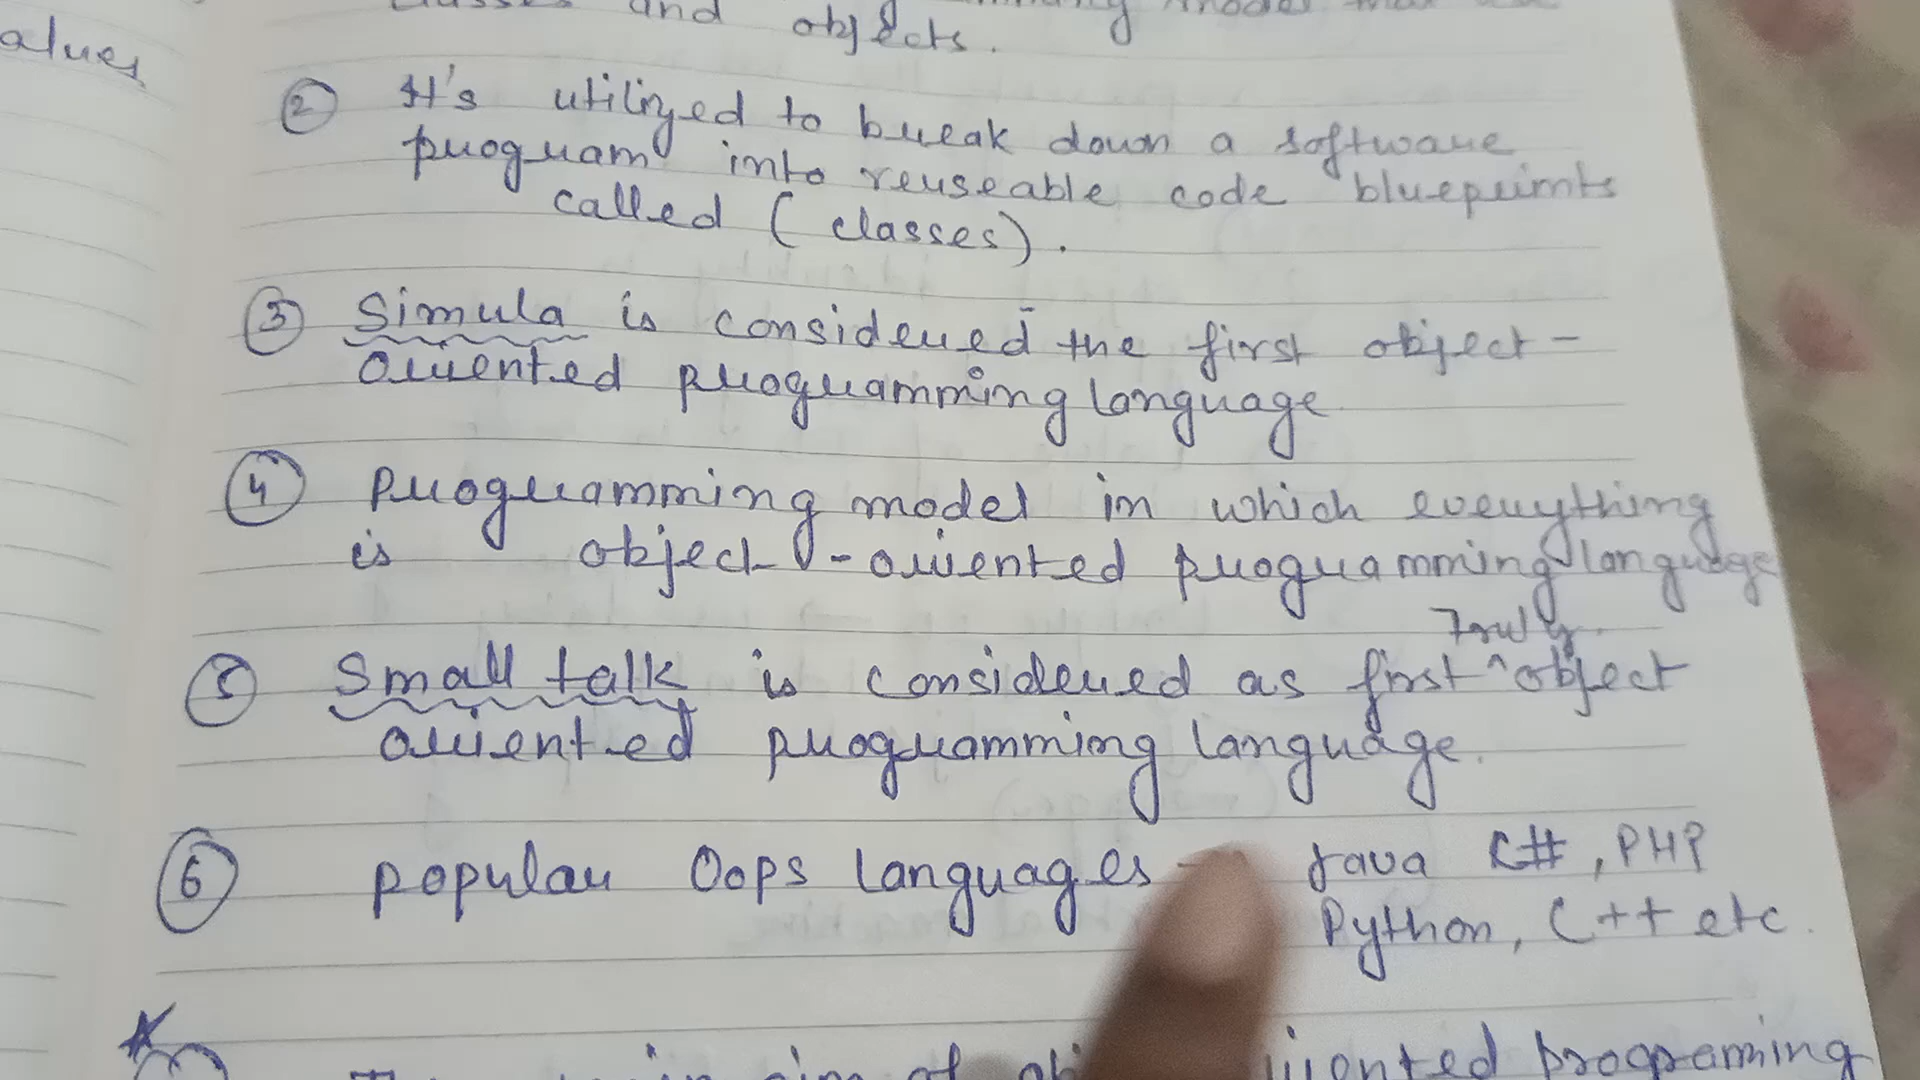 alues
and
objects.
② It's utilized to break down a software
program into reuseable code blueprints
called (classes).
③ Simula is considered the first object-
oriented programming language
④ programming model in which everything
is object-oriented programming language
Truly
⑤ Small talk is considered as first ^ object
oriented programming language.
⑥ popular Oops languages - Java C#, PHP
Python, C++ etc.
aim of programing